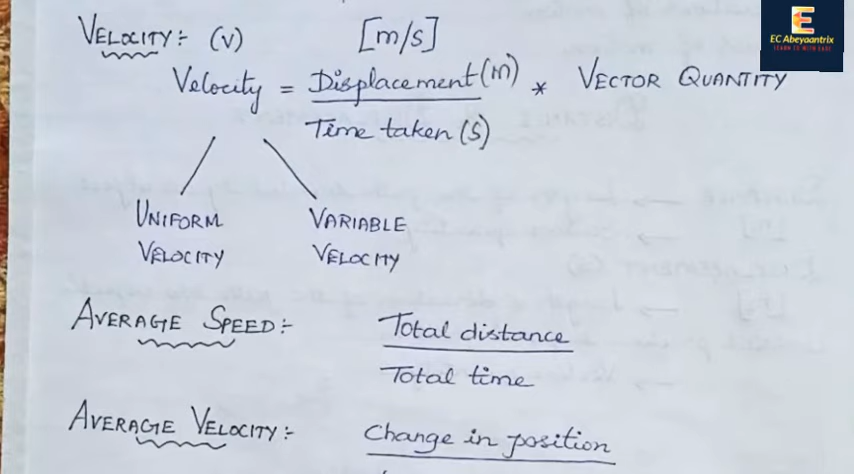 EC Abeyaantrix
LEARN EC WITH EASE
VELOCITY:- (V) [m/s]
Velocity = Displacement (m) * VECTOR QUANTITY
Time taken (s)
UNIFORM VELOCITY
VARIABLE VELOCITY
AVERAGE SPEED:- Total distance
Total time
AVERAGE VELOCITY:- Change in position